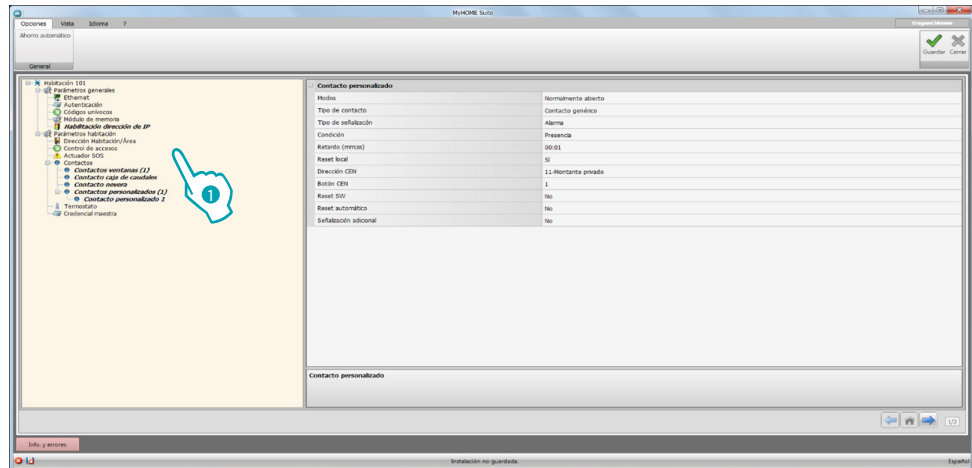 MyHOME Suite
Opciones Vista Idioma ?
Ahorro automático
Guardar Cerrar
General
Habitación 101
Parámetros generales
Ethernet
Autenticación
Códigos unívocos
Módulo de memoria
Habilitación dirección de IP
Parámetros habitación
Dirección Habitación/Área
Control de accesos
Actuador SOS
Contactos
Contactos ventanas (1)
Contacto caja de caudales
Contacto nevera
Contactos personalizados (1)
Contacto personalizado 1
Termostato
Credencial maestra
1
Contacto personalizado
Modos Normalmente abierto
Tipo de contacto Contacto genérico
Tipo de señalización Alarma
Condición Presencia
Retardo (mm:ss) 00:01
Reset local Sí
Dirección CEN 11-Montante privado
Botón CEN 1
Reset SW No
Reset automático No
Señalización adicional No
Contacto personalizado
1/2
Info. y errores
Instalación no guardada.
Español